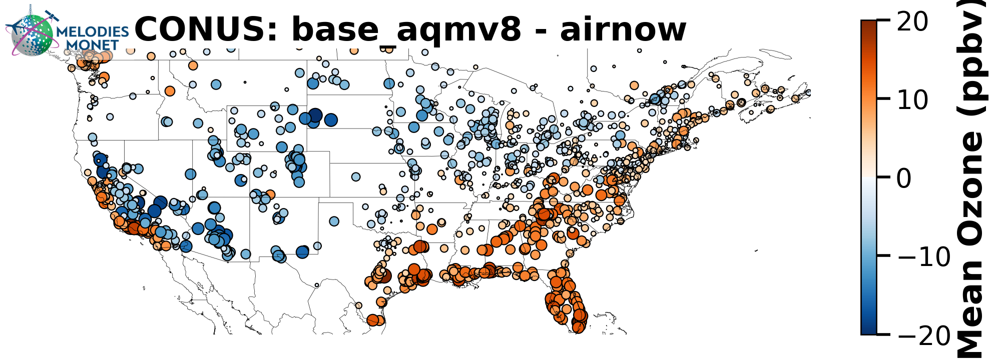 MELODIES
MONET
CONUS: base_aqmv8 - airnow
20
10
0
−10
−20
Mean Ozone (ppbv)